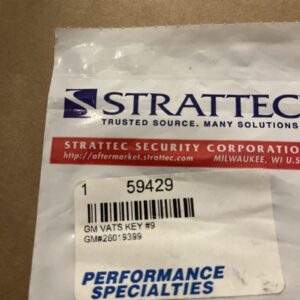 STRATTEC
TRUSTED SOURCE. MANY SOLUTIONS
STRATTEC SECURITY CORPORATIO
http://aftermarket.strattec.com MILWAUKEE, WI U.S
1 59429
GM VATS KEY #9
GM#26019399
PERFORMANCE
SPECIALTIES